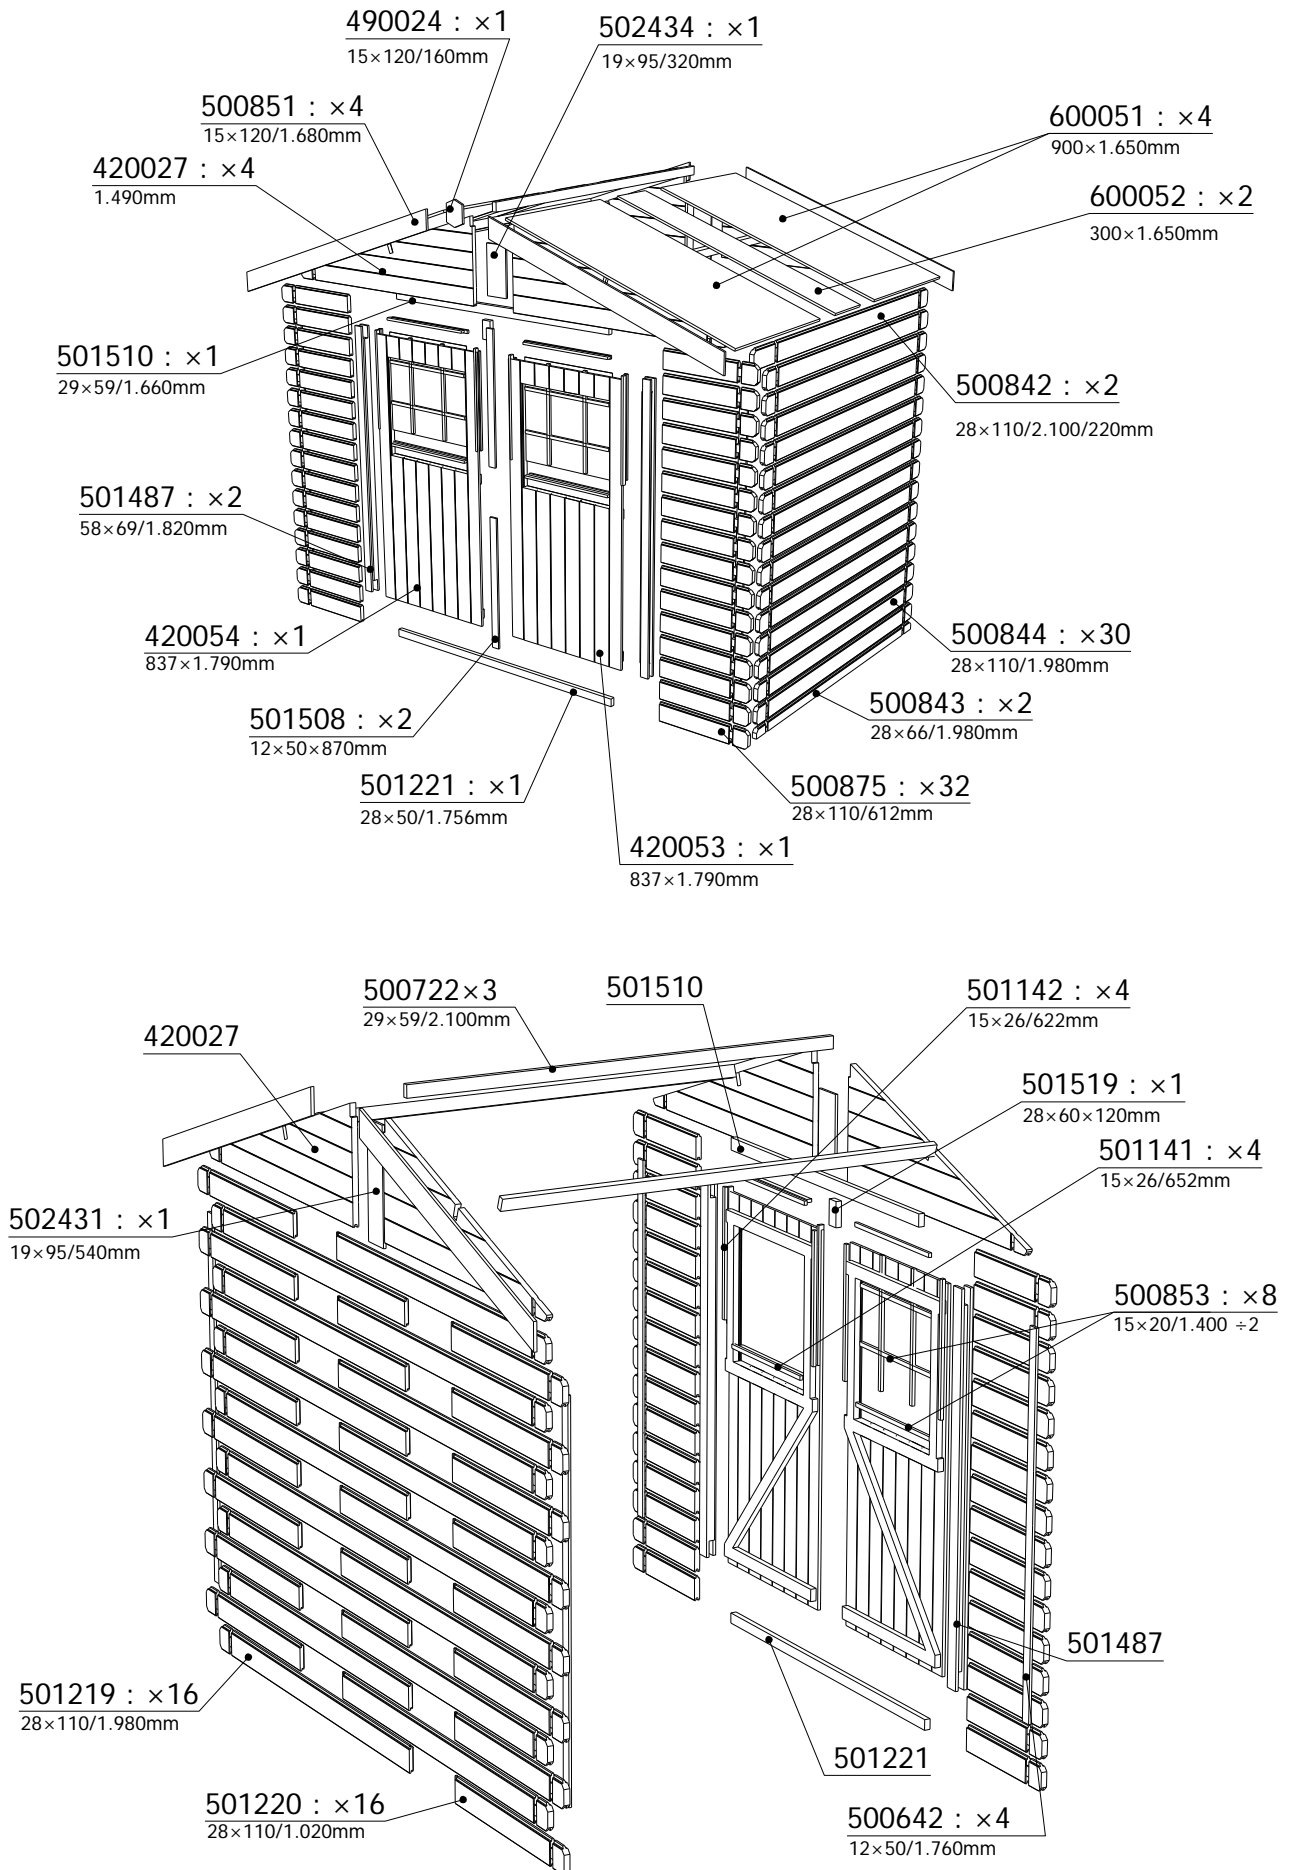 490024 : ×1
15×120/160mm
502434 : ×1
19×95/320mm
500851 : ×4
15×120/1.680mm
600051 : ×4
900×1.650mm
420027 : ×4
1.490mm
600052 : ×2
300×1.650mm
501510 : ×1
29×59/1.660mm
500842 : ×2
28×110/2.100/220mm
501487 : ×2
58×69/1.820mm
420054 : ×1
837×1.790mm
500844 : ×30
28×110/1.980mm
501508 : ×2
12×50×870mm
500843 : ×2
28×66/1.980mm
501221 : ×1
28×50/1.756mm
500875 : ×32
28×110/612mm
420053 : ×1
837×1.790mm
500722×3
29×59/2.100mm
501510
501142 : ×4
15×26/622mm
420027
501519 : ×1
28×60×120mm
501141 : ×4
15×26/652mm
502431 : ×1
19×95/540mm
500853 : ×8
15×20/1.400 ÷2
501487
501219 : ×16
28×110/1.980mm
501221
501220 : ×16
28×110/1.020mm
500642 : ×4
12×50/1.760mm